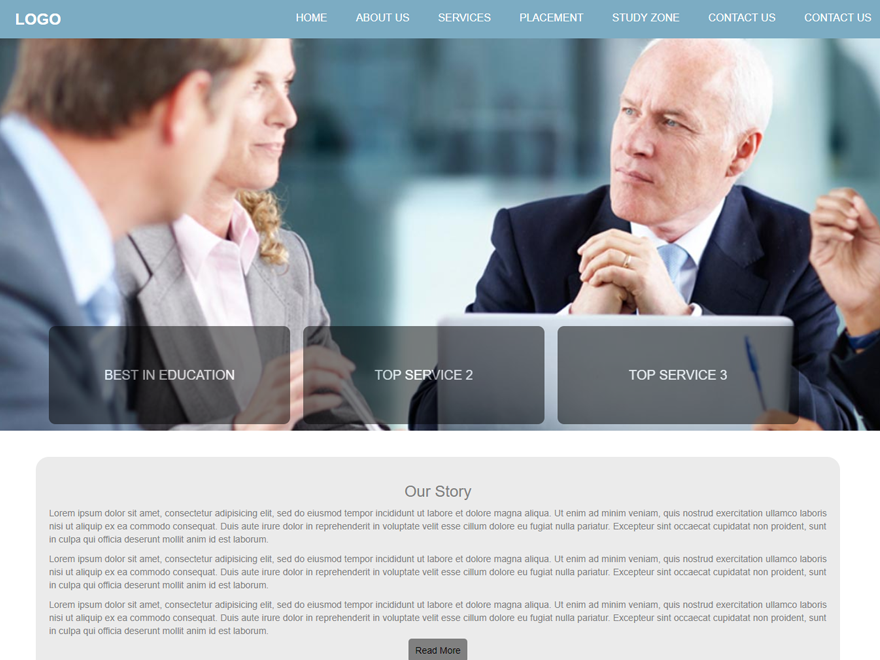 LOGO HOME ABOUT US SERVICES PLACEMENT STUDY ZONE CONTACT US CONTACT US
BEST IN EDUCATION TOP SERVICE 2 TOP SERVICE 3
Our Story
Lorem ipsum dolor sit amet, consectetur adipisicing elit, sed do eiusmod tempor incididunt ut labore et dolore magna aliqua. Ut enim ad minim veniam, quis nostrud exercitation ullamco laboris
nisi ut aliquip ex ea commodo consequat. Duis aute irure dolor in reprehenderit in voluptate velit esse cillum dolore eu fugiat nulla pariatur. Excepteur sint occaecat cupidatat non proident, sunt
in culpa qui officia deserunt mollit anim id est laborum.
Lorem ipsum dolor sit amet, consectetur adipisicing elit, sed do eiusmod tempor incididunt ut labore et dolore magna aliqua. Ut enim ad minim veniam, quis nostrud exercitation ullamco laboris
nisi ut aliquip ex ea commodo consequat. Duis aute irure dolor in reprehenderit in voluptate velit esse cillum dolore eu fugiat nulla pariatur. Excepteur sint occaecat cupidatat non proident, sunt
in culpa qui officia deserunt mollit anim id est laborum.
Lorem ipsum dolor sit amet, consectetur adipisicing elit, sed do eiusmod tempor incididunt ut labore et dolore magna aliqua. Ut enim ad minim veniam, quis nostrud exercitation ullamco laboris
nisi ut aliquip ex ea commodo consequat. Duis aute irure dolor in reprehenderit in voluptate velit esse cillum dolore eu fugiat nulla pariatur. Excepteur sint occaecat cupidatat non proident, sunt
in culpa qui officia deserunt mollit anim id est laborum.
Read More